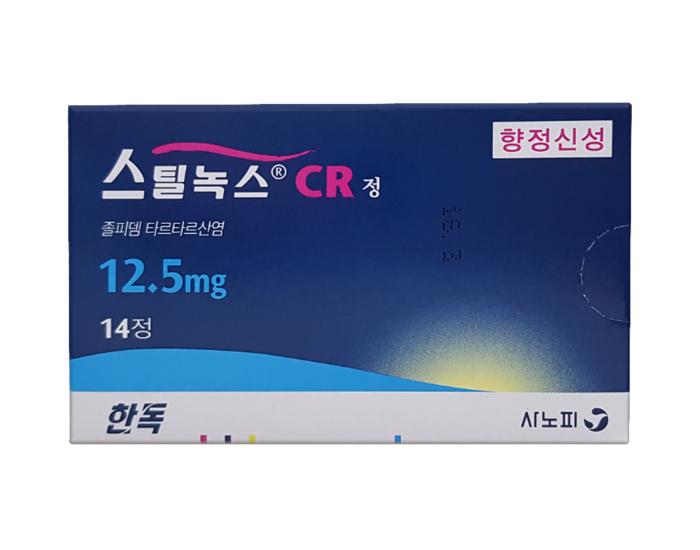 향정신성
스틸녹스® CR 정
졸피뎀 타르타르산염
12.5mg
14정
한독
사노피